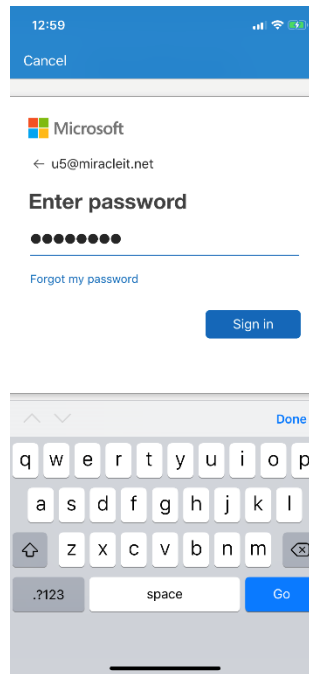 12:59
Cancel
Microsoft
← u5@miracleit.net
Enter password
●●●●●●●●
Forgot my password
Sign in
Done
q w e r t y u i o p
a s d f g h j k l
z x c v b n m
.?123 space Go